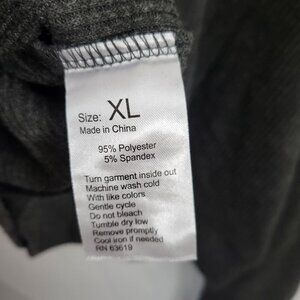 Size: XL
Made in China
95% Polyester
5% Spandex
Turn garment inside out
Machine wash cold
With like colors
Gentle cycle
Do not bleach
Tumble dry low
Remove promptly
Cool iron if needed
RN 63619